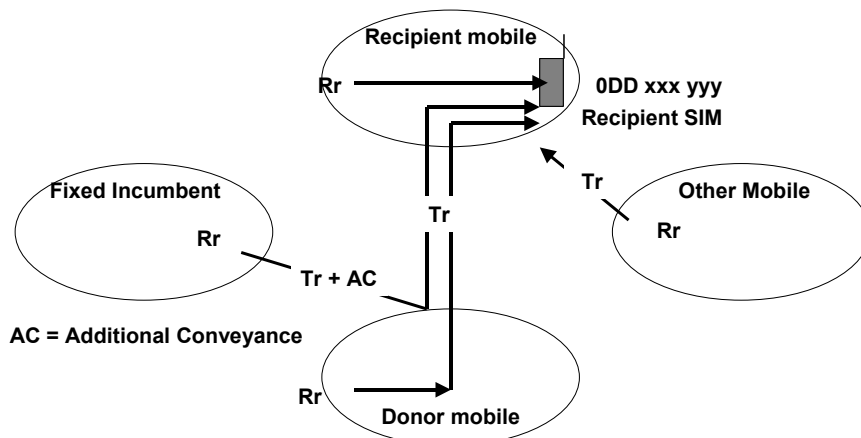 Recipient mobile
Rr
0DD xxx yyy
Recipient SIM
Fixed Incumbent
Tr
Other Mobile
Rr
Tr
Rr
Tr + AC
AC = Additional Conveyance
Rr
Donor mobile